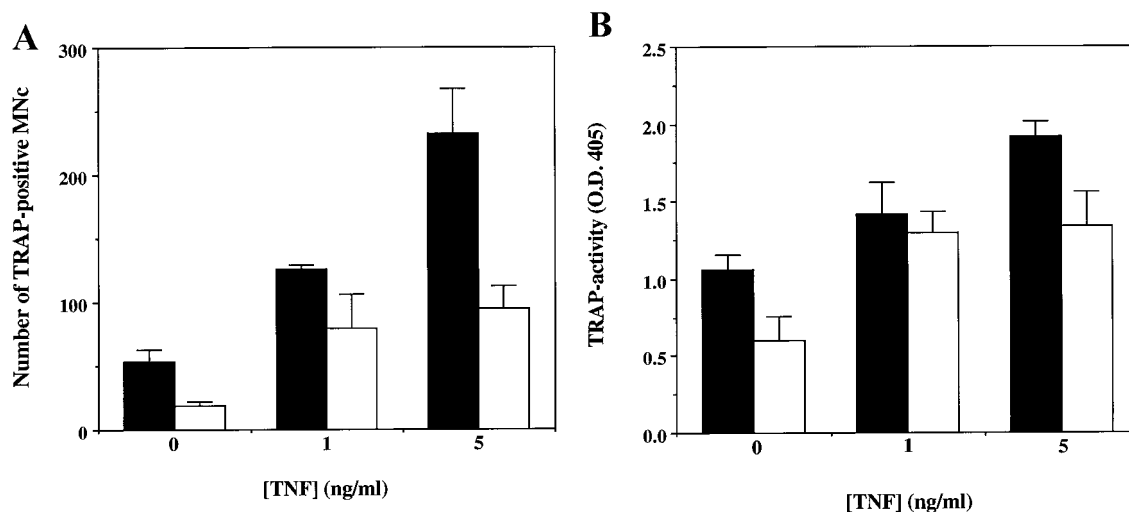 A
Number of TRAP-positive MNc
300
200
100
0
0 1 5
[TNF] (ng/ml)
B
TRAP-activity (O.D. 405)
2.5
2.0
1.5
1.0
0.5
0.0
0 1 5
[TNF] (ng/ml)